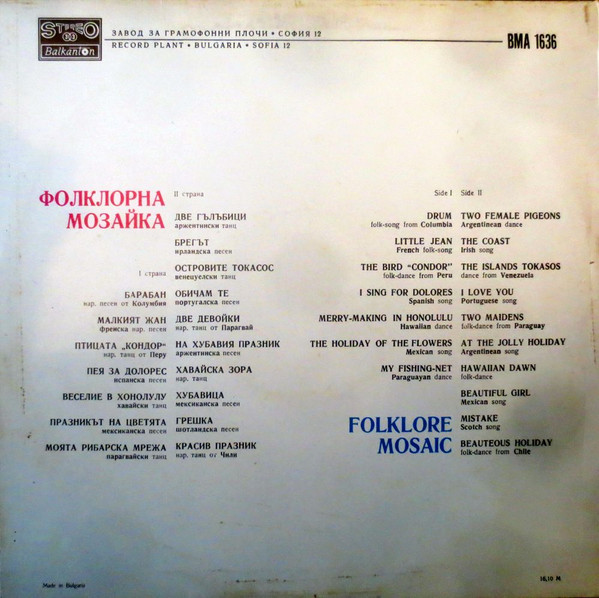 STEREO
Balkanton
ЗАВОД ЗА ГРАМОФОННИ ПЛОЧИ • СОФИЯ 12
RECORD PLANT • BULGARIA • SOFIA 12
BMA 1636
ФОЛКЛОРНА
МОЗАЙКА
I страна
БАРАБАН
нар. песен от Колумбия
МАЛКИЯТ ЖАН
френска нар. песен
ПТИЦАТА „КОНДОР"
нар. танц от Перу
ПЕЯ ЗА ДОЛОРЕС
испанска песен
ВЕСЕЛИЕ В ХОНОЛУЛУ
хавайски танц
ПРАЗНИКЪТ НА ЦВЕТЯТА
мексиканска песен
МОЯТА РИБАРСКА МРЕЖА
парагвайски танц
II страна
ДВЕ ГЪЛЪБИЦИ
аржентински танц
БРЕГЪТ
ирландска песен
ОСТРОВИТЕ ТОКАСОС
венецуелски танц
ОБИЧАМ ТЕ
португалска песен
ДВЕ ДЕВОЙКИ
нар. танц от Парагвай
НА ХУБАВИЯ ПРАЗНИК
аржентинска песен
ХАВАЙСКА ЗОРА
нар. танц
ХУБАВИЦА
мексиканска песен
ГРЕШКА
шотландска песен
КРАСИВ ПРАЗНИК
нар. танц от Чили
Side I
DRUM
folk-song from Columbia
LITTLE JEAN
French folk-song
THE BIRD "CONDOR"
folk-dance from Peru
I SING FOR DOLORES
Spanish song
MERRY-MAKING IN HONOLULU
Hawaiian dance
THE HOLIDAY OF THE FLOWERS
Mexican song
MY FISHING-NET
Paraguayan dance
Side II
TWO FEMALE PIGEONS
Argentinean dance
THE COAST
Irish song
THE ISLANDS TOKASOS
dance from Venezuela
I LOVE YOU
Portuguese song
TWO MAIDENS
folk-dance from Paraguay
AT THE JOLLY HOLIDAY
Argentinean song
HAWAIIAN DAWN
folk-dance
BEAUTIFUL GIRL
Mexican song
MISTAKE
Scotch song
BEAUTEOUS HOLIDAY
folk-dance from Chile
FOLKLORE
MOSAIC
Made in Bulgaria
16,10 M